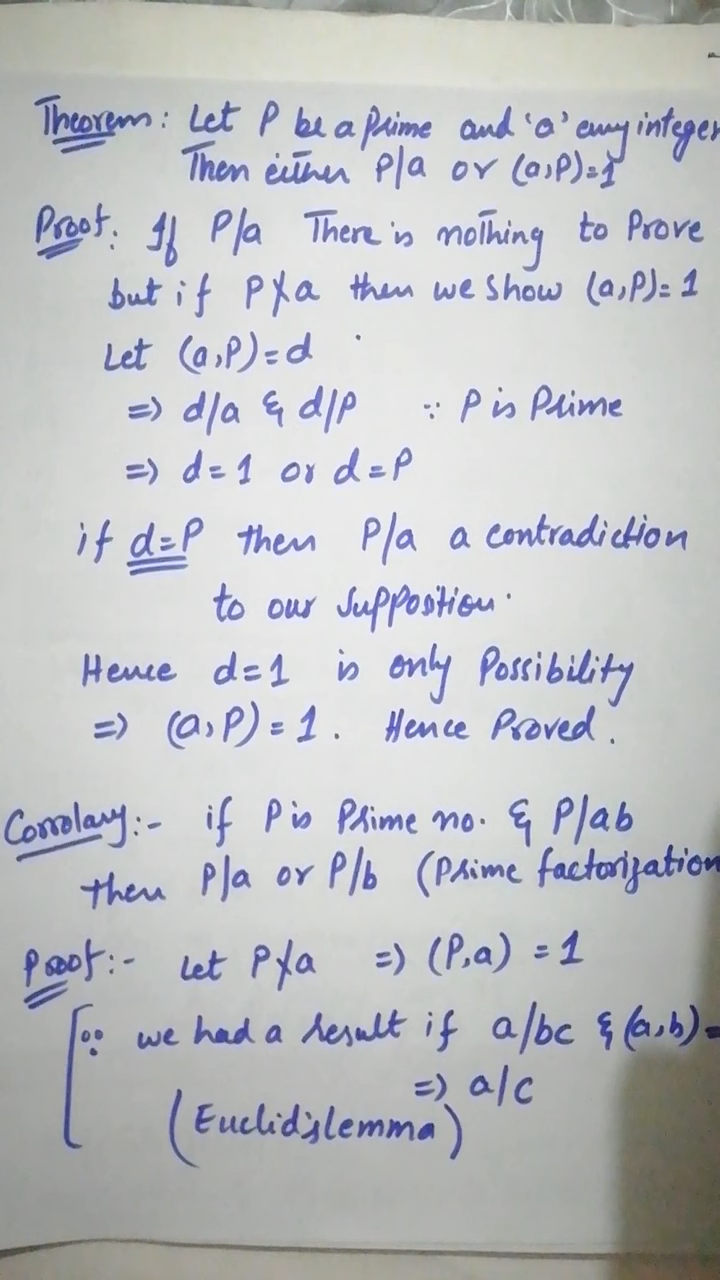 Theorem: Let P be a prime and 'a' any integer
Then either P/a or (a,P)=1
Proof: If P/a There is nothing to Prove
but if P∤a then we show (a,P)=1
Let (a,P)=d
=> d/a & d/P ∵ P is Prime
=> d=1 or d=P
if d=P then P/a a contradiction
to our Suppostion.
Hence d=1 is only Possibility
=> (a,P)=1. Hence Proved.
Corrolary:- if P is Prime no. & P/ab
then P/a or P/b (Prime factorization
Proof:- Let P∤a => (P,a) = 1
∵ we had a result if a/bc & (a,b)=
=> a/c
(Euclid's lemma)